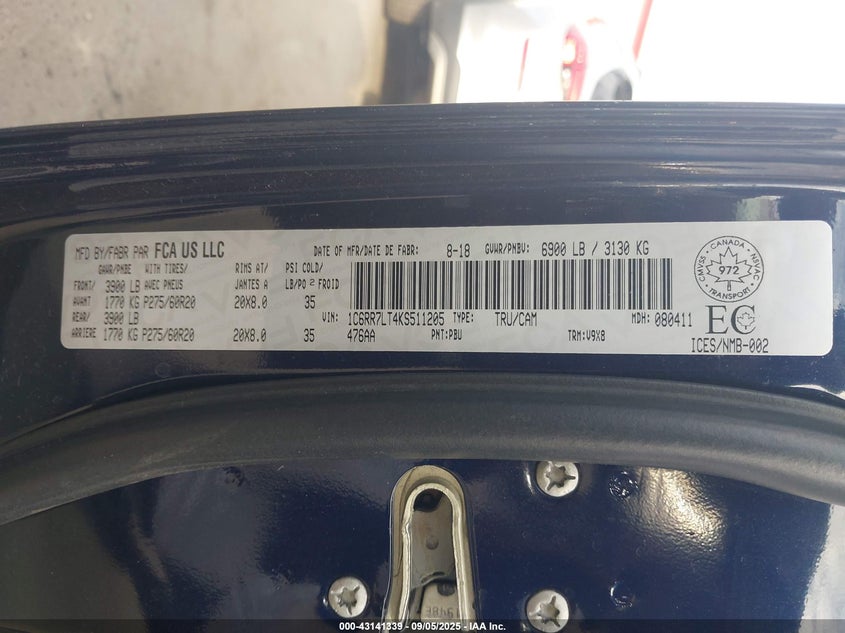 MFD BY/FABR PAR FCA US LLC DATE OF MFR/DATE DE FABR: 8-18 GVWR/PNBV: 6900 LB / 3130 KG
GAWR/PNBE WITH TIRES/ RIMS AT/ PSI COLD/
FRONT/ 3900 LB AVEC PNEUS JANTES A LB/PO 2 FROID
AVANT 1770 KG P275/60R20 20X8.0 35
REAR/ 3900 LB VIN: 1C6RR7LT4KS511205 TYPE: TRU/CAM MDH: 080411
ARRIERE 1770 KG P275/60R20 20X8.0 35 476AA PNT:PBU TRM:V9X8
CANADA
CMVSS NSVAC
972
TRANSPORT
EC
ICES/NMB-002
000-43141339 - 09/05/2025 - IAA Inc.